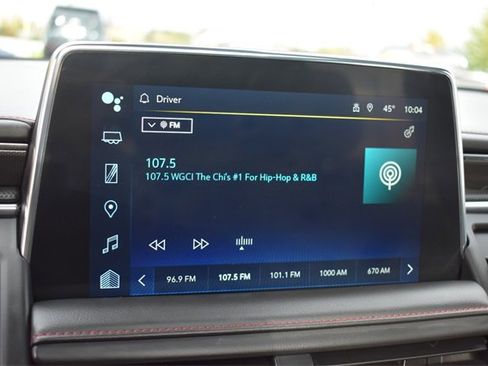 Driver
45° 10:04
FM
107.5
107.5 WGCI The Chi's #1 For Hip-Hop & R&B
96.9 FM 107.5 FM 101.1 FM 1000 AM 670 AM